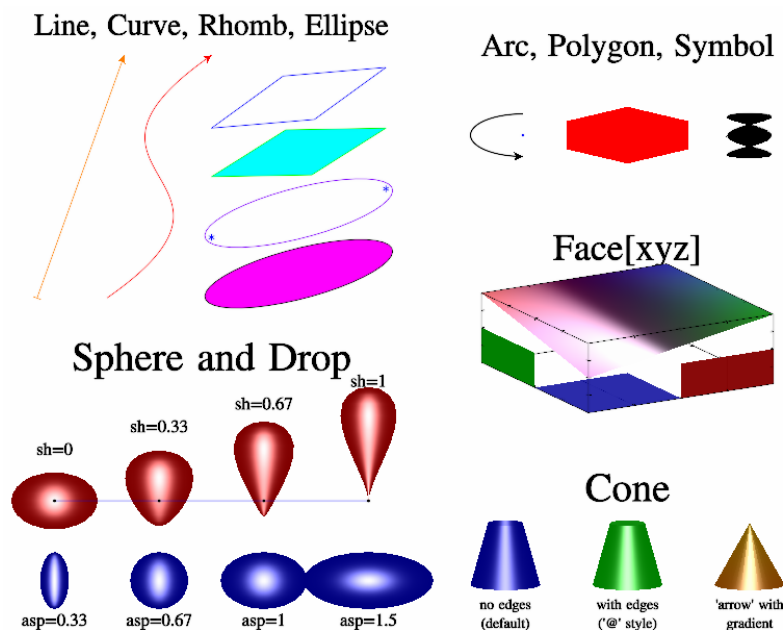 Line, Curve, Rhomb, Ellipse
Arc, Polygon, Symbol
Face[xyz]
Sphere and Drop
sh=0
sh=0.33
sh=0.67
sh=1
asp=0.33
asp=0.67
asp=1
asp=1.5
Cone
no edges
(default)
with edges
('@' style)
'arrow' with
gradient